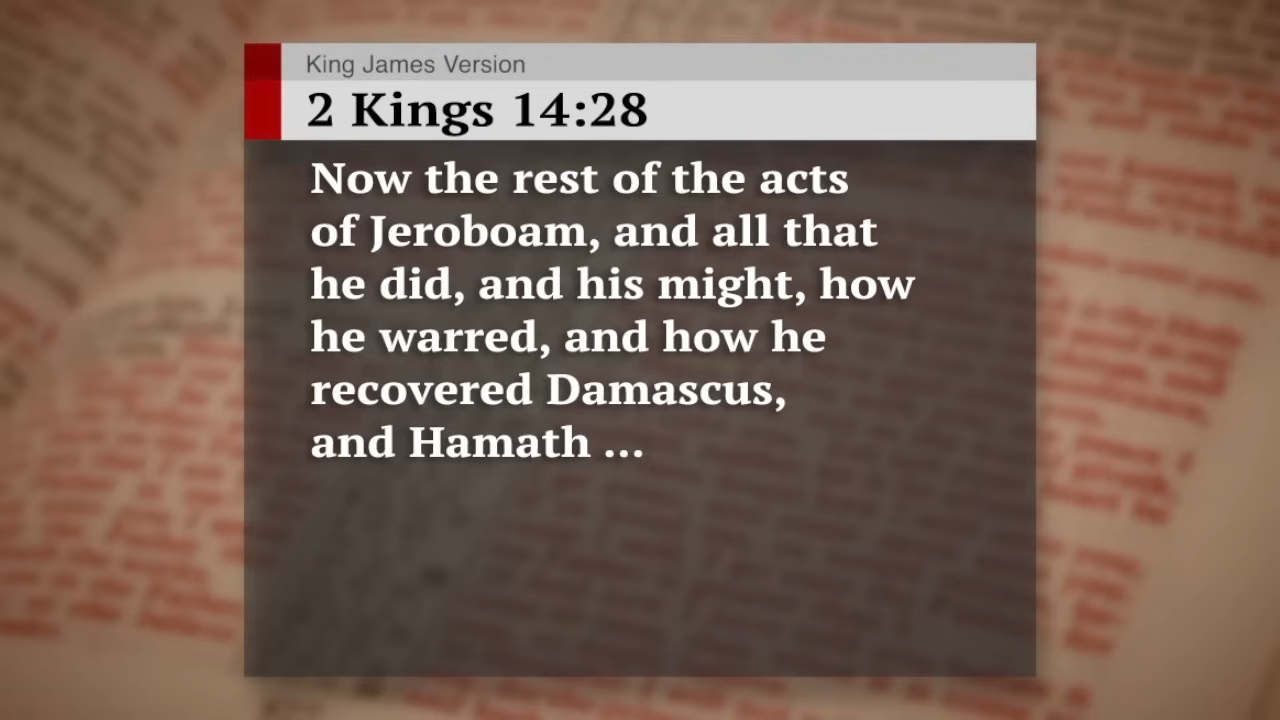 King James Version
2 Kings 14:28
Now the rest of the acts
of Jeroboam, and all that
he did, and his might, how
he warred, and how he
recovered Damascus,
and Hamath ...